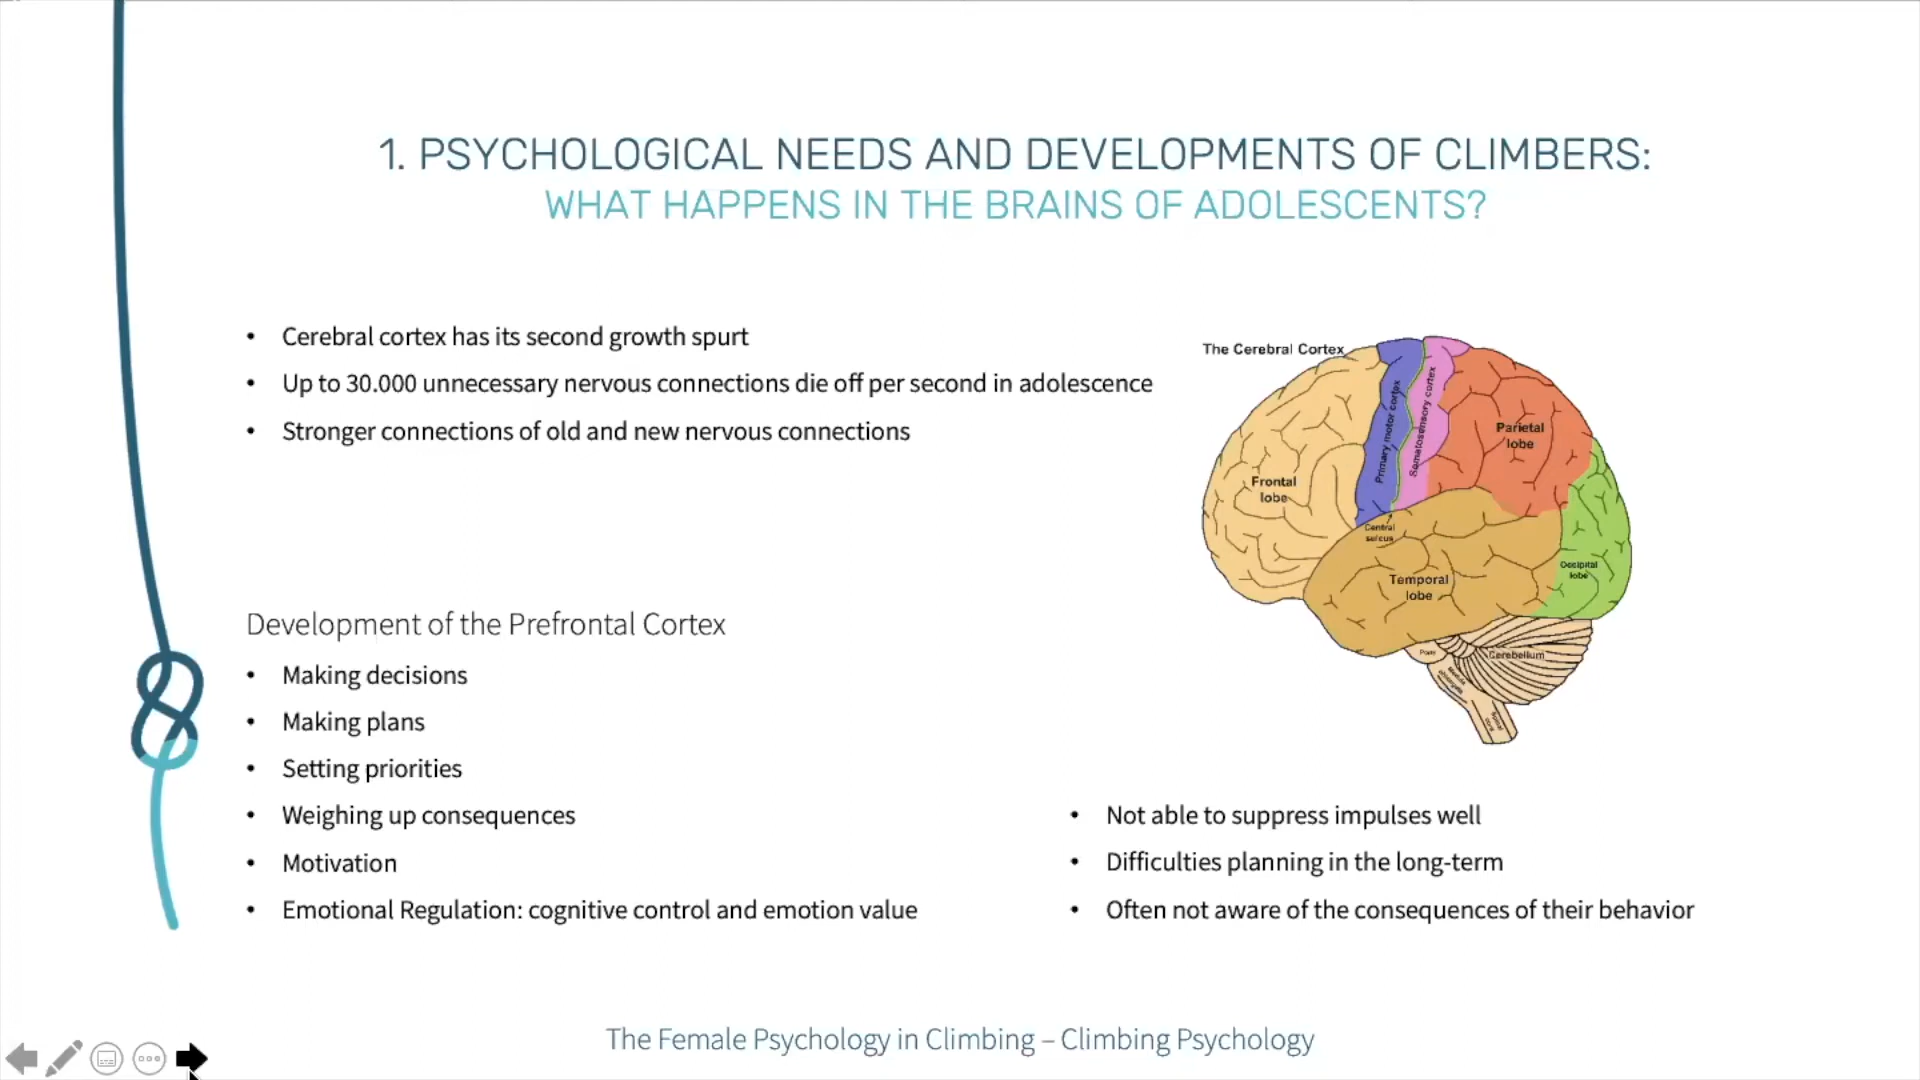 1. PSYCHOLOGICAL NEEDS AND DEVELOPMENTS OF CLIMBERS:
WHAT HAPPENS IN THE BRAINS OF ADOLESCENTS?
• Cerebral cortex has its second growth spurt
• Up to 30.000 unnecessary nervous connections die off per second in adolescence
• Stronger connections of old and new nervous connections
The Cerebral Cortex
Primary motor cortex
Somatosensory cortex
Parietal
lobe
Frontal
lobe
Central
sulcus
Occipital
lobe
Temporal
lobe
Pons
Cerebellum
Development of the Prefrontal Cortex
• Making decisions
• Making plans
• Setting priorities
• Weighing up consequences
• Motivation
• Emotional Regulation: cognitive control and emotion value
• Not able to suppress impulses well
• Difficulties planning in the long-term
• Often not aware of the consequences of their behavior
The Female Psychology in Climbing – Climbing Psychology